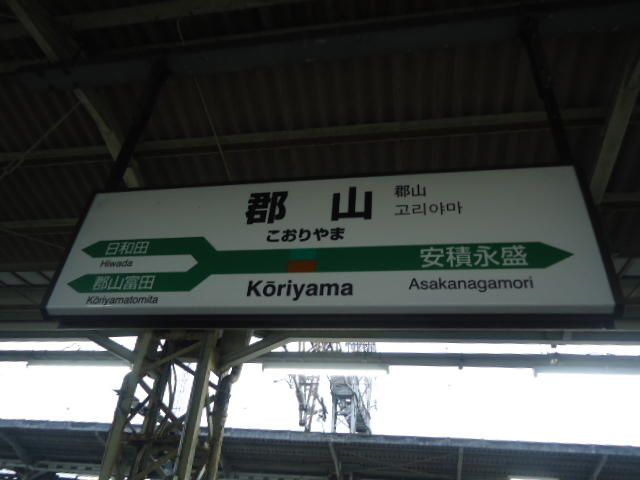 郡山
郡山
고리야마
こおりやま
日和田
Hiwada
郡山富田
Kōriyamatomita
安積永盛
Kōriyama
Asakanagamori